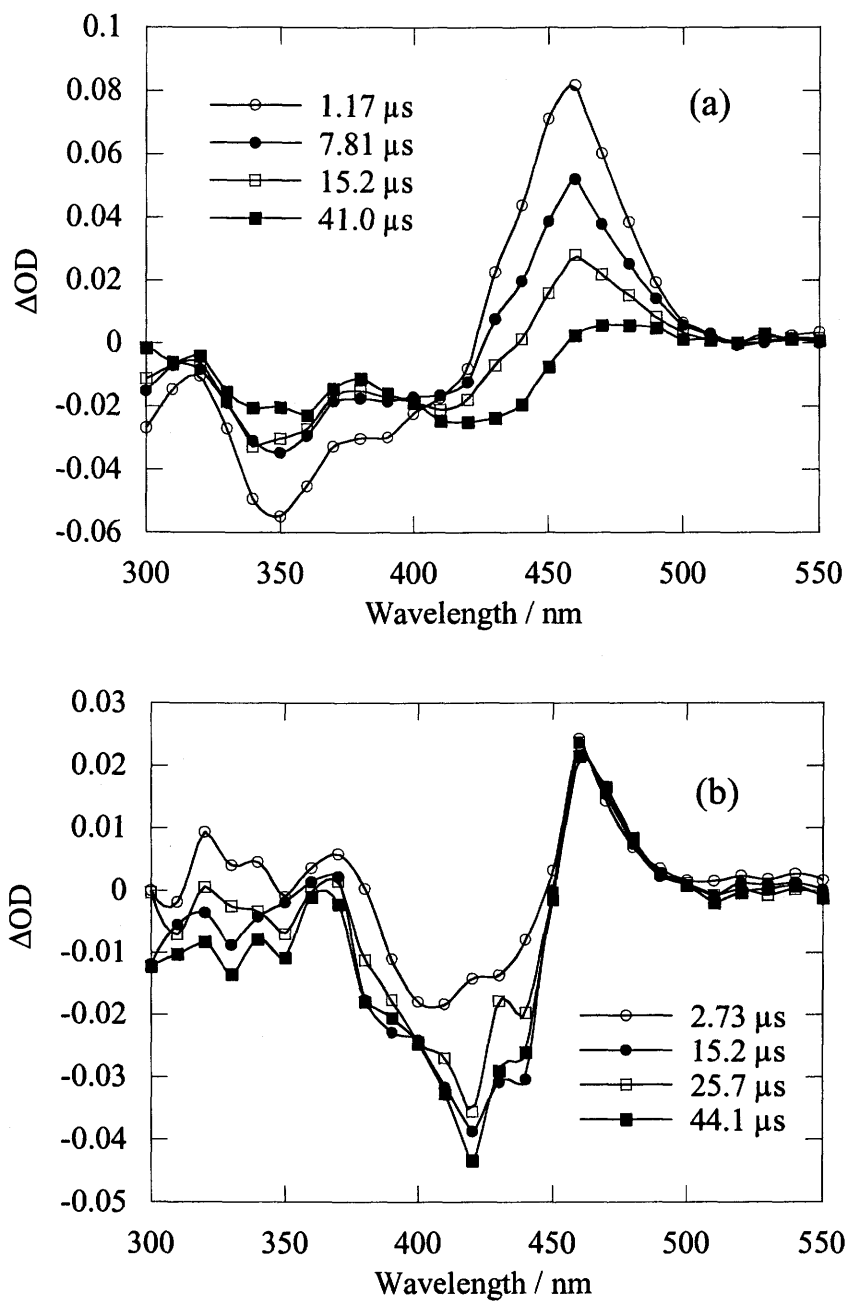 0.1
0.08
0.06
0.04
0.02
0
-0.02
-0.04
-0.06
ΔOD
(a)
1.17 µs
7.81 µs
15.2 µs
41.0 µs
300 350 400 450 500 550
Wavelength / nm
0.03
0.02
0.01
0
-0.01
-0.02
-0.03
-0.04
-0.05
ΔOD
(b)
2.73 µs
15.2 µs
25.7 µs
44.1 µs
300 350 400 450 500 550
Wavelength / nm